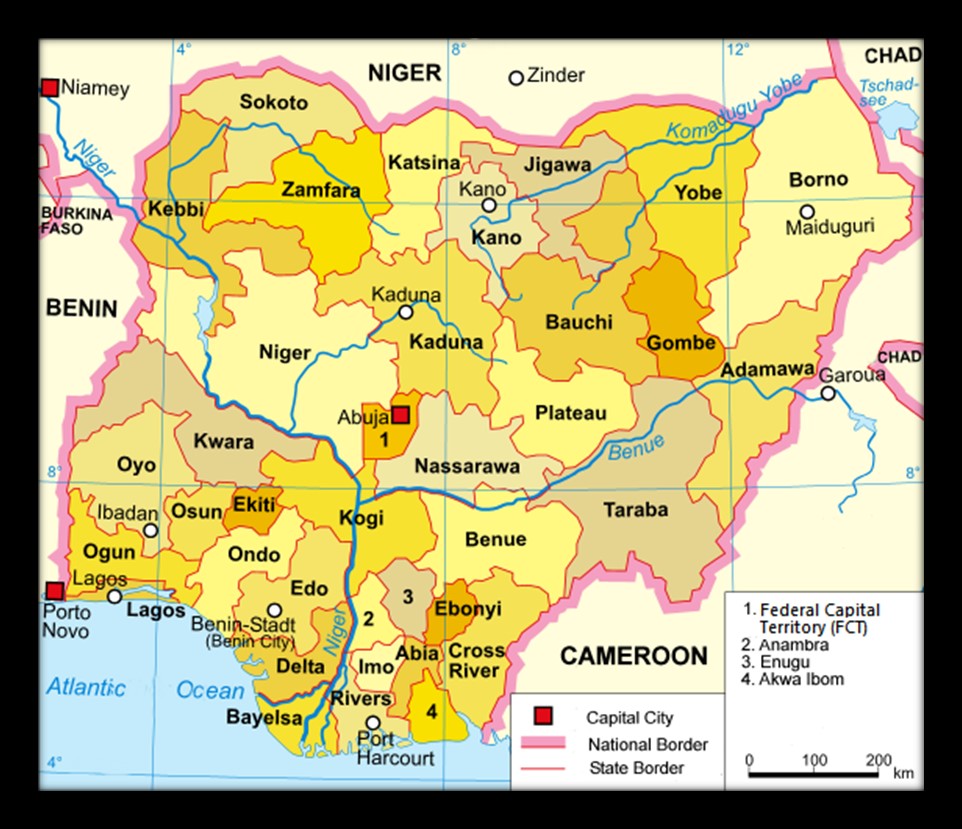 4°
8°
12°
CHAD
NIGER
Zinder
Niamey
Tschad-
see
Komadugu Yobe
Sokoto
Niger
Katsina
Jigawa
Zamfara
Kano
Yobe
Borno
Kebbi
BURKINA
FASO
Maiduguri
Kano
Kaduna
BENIN
Bauchi
Niger
Kaduna
Gombe
CHAD
Adamawa
Garoua
Abuja
1
Plateau
Kwara
Benue
Oyo
Nassarawa
8°
8°
Ibadan
Osun
Ekiti
Kogi
Taraba
Benue
Ogun
Ondo
Lagos
Edo
3
Ebonyi
Porto
Novo
Lagos
Benin-Stadt
(Benin City)
Niger
2
Abia
Cross
River
CAMEROON
Delta
Imo
Atlantic Ocean
Rivers
Bayelsa
4
Port
Harcourt
4°
1. Federal Capital
Territory (FCT)
2. Anambra
3. Enugu
4. Akwa Ibom
Capital City
National Border
State Border
0 100 200
km